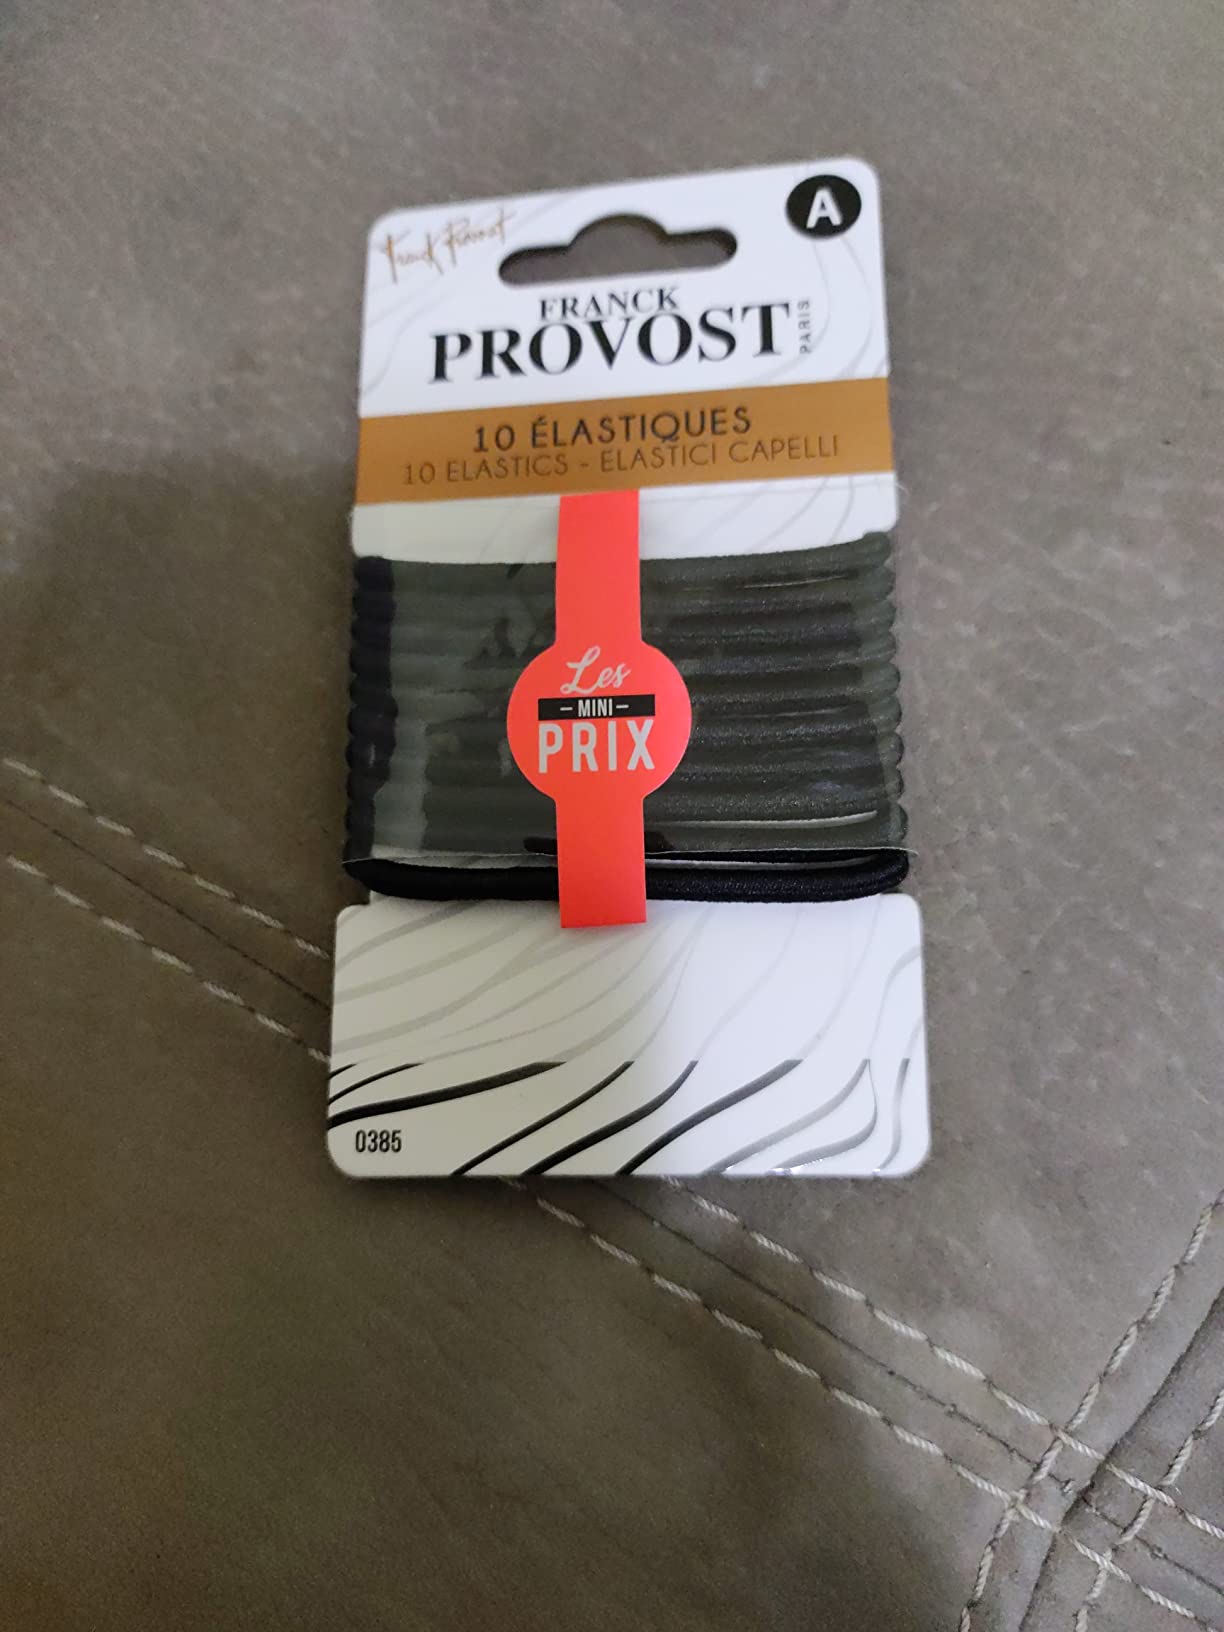 Franck Provost
A
FRANCK
PROVOST
PARIS
10 ÉLASTIQUES
10 ELASTICS - ELASTICI CAPELLI
Les
- MINI -
PRIX
0385